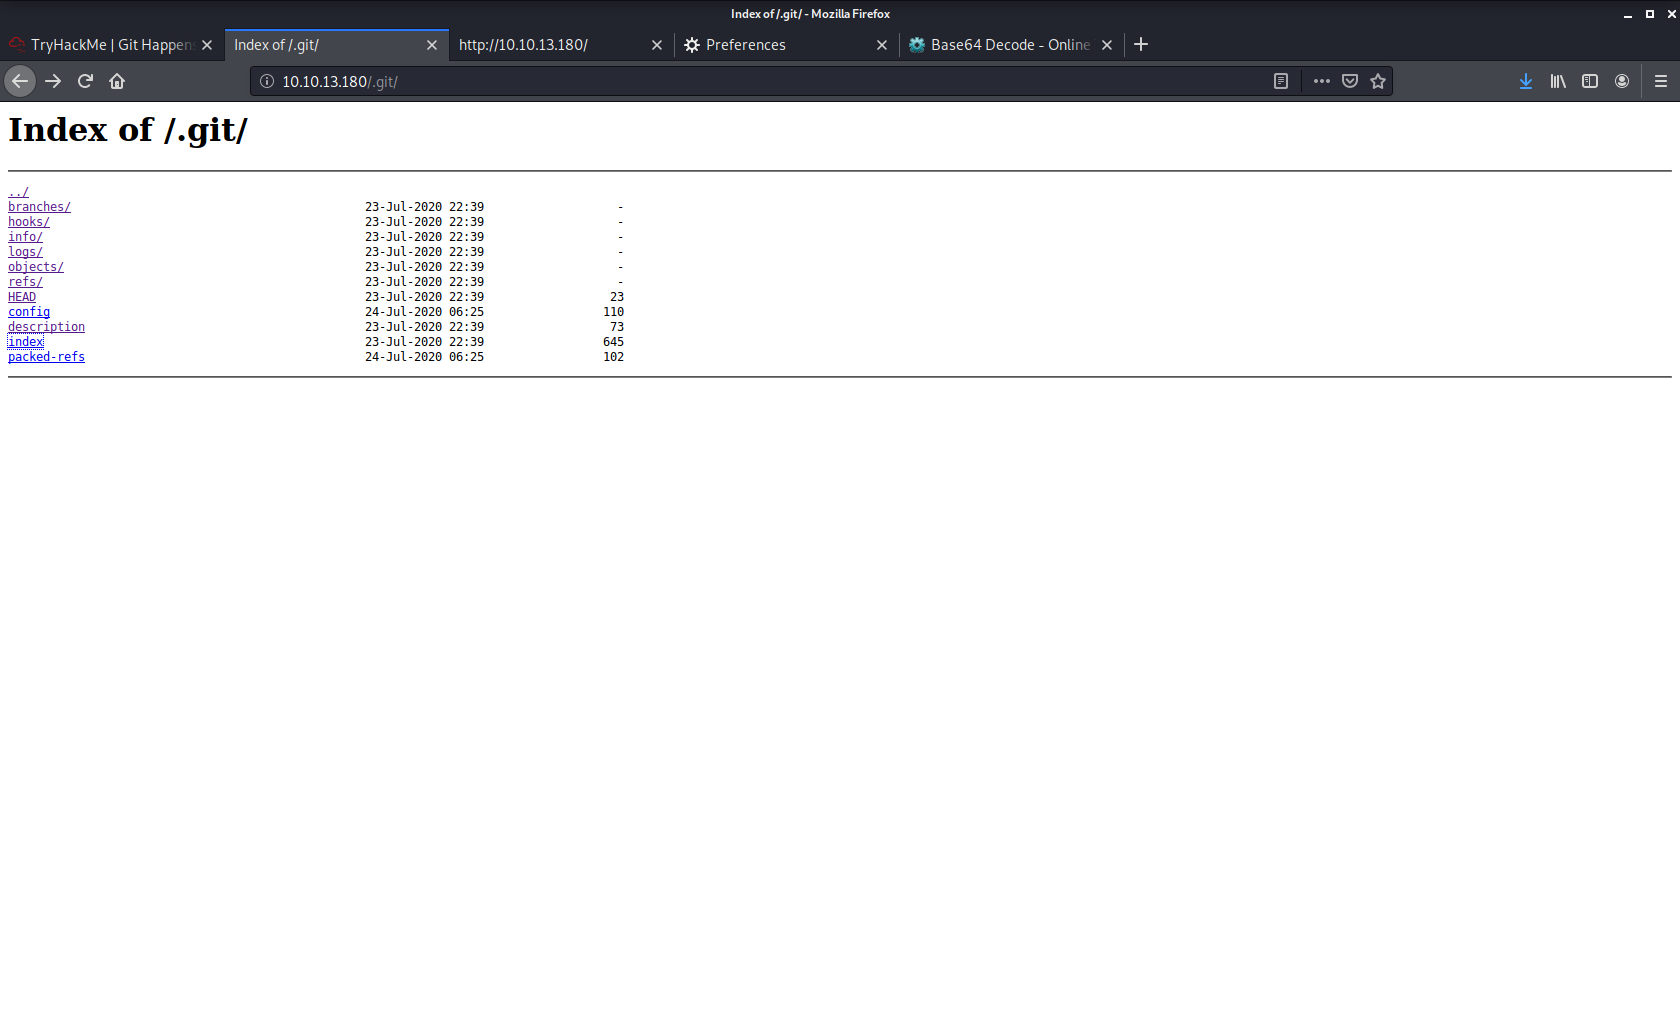 Index of /.git/ - Mozilla Firefox
TryHackMe | Git Happen
Index of /.git/
http://10.10.13.180/
Preferences
Base64 Decode - Online
10.10.13.180/.git/
Index of /.git/
../
branches/ 23-Jul-2020 22:39 -
hooks/ 23-Jul-2020 22:39 -
info/ 23-Jul-2020 22:39 -
logs/ 23-Jul-2020 22:39 -
objects/ 23-Jul-2020 22:39 -
refs/ 23-Jul-2020 22:39 -
HEAD 23-Jul-2020 22:39 23
config 24-Jul-2020 06:25 110
description 23-Jul-2020 22:39 73
index 23-Jul-2020 22:39 645
packed-refs 24-Jul-2020 06:25 102